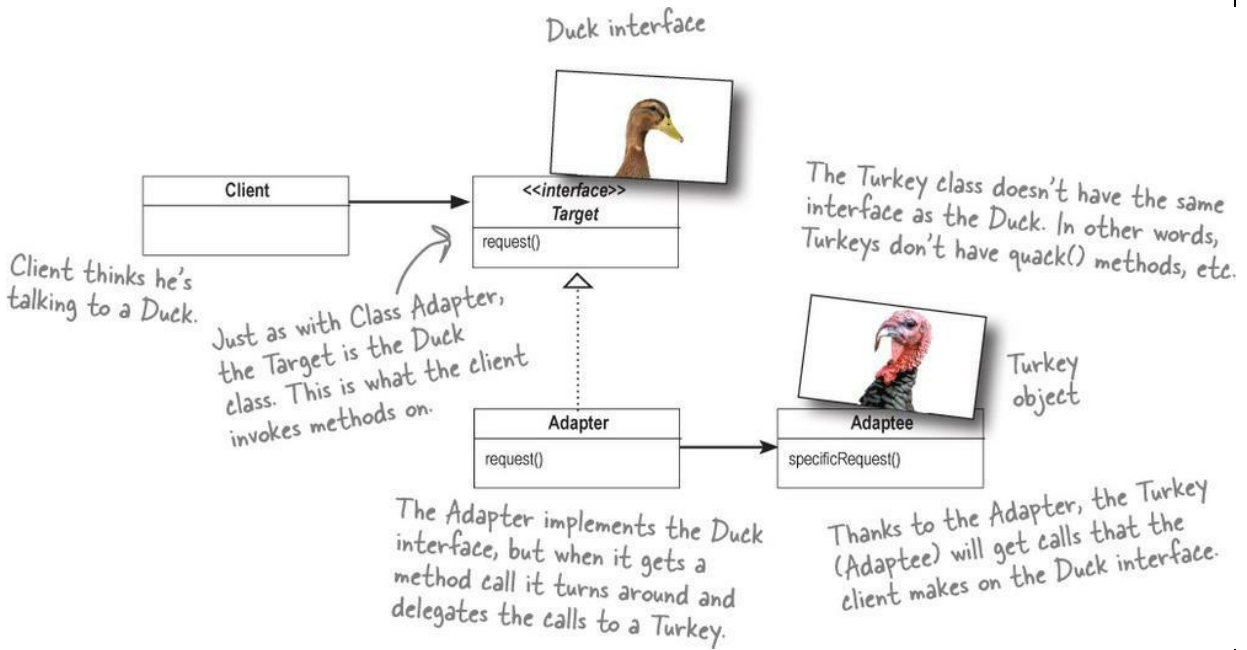 Duck interface
Client
<<interface>>
Target
request()
The Turkey class doesn't have the same
interface as the Duck. In other words,
Turkeys don't have quack() methods, etc.
Client thinks he's
talking to a Duck.
Just as with Class Adapter,
the Target is the Duck
class. This is what the client
invokes methods on.
Turkey
object
Adapter
request()
Adaptee
specificRequest()
The Adapter implements the Duck
interface, but when it gets a
method call it turns around and
delegates the calls to a Turkey.
Thanks to the Adapter, the Turkey
(Adaptee) will get calls that the
client makes on the Duck interface.